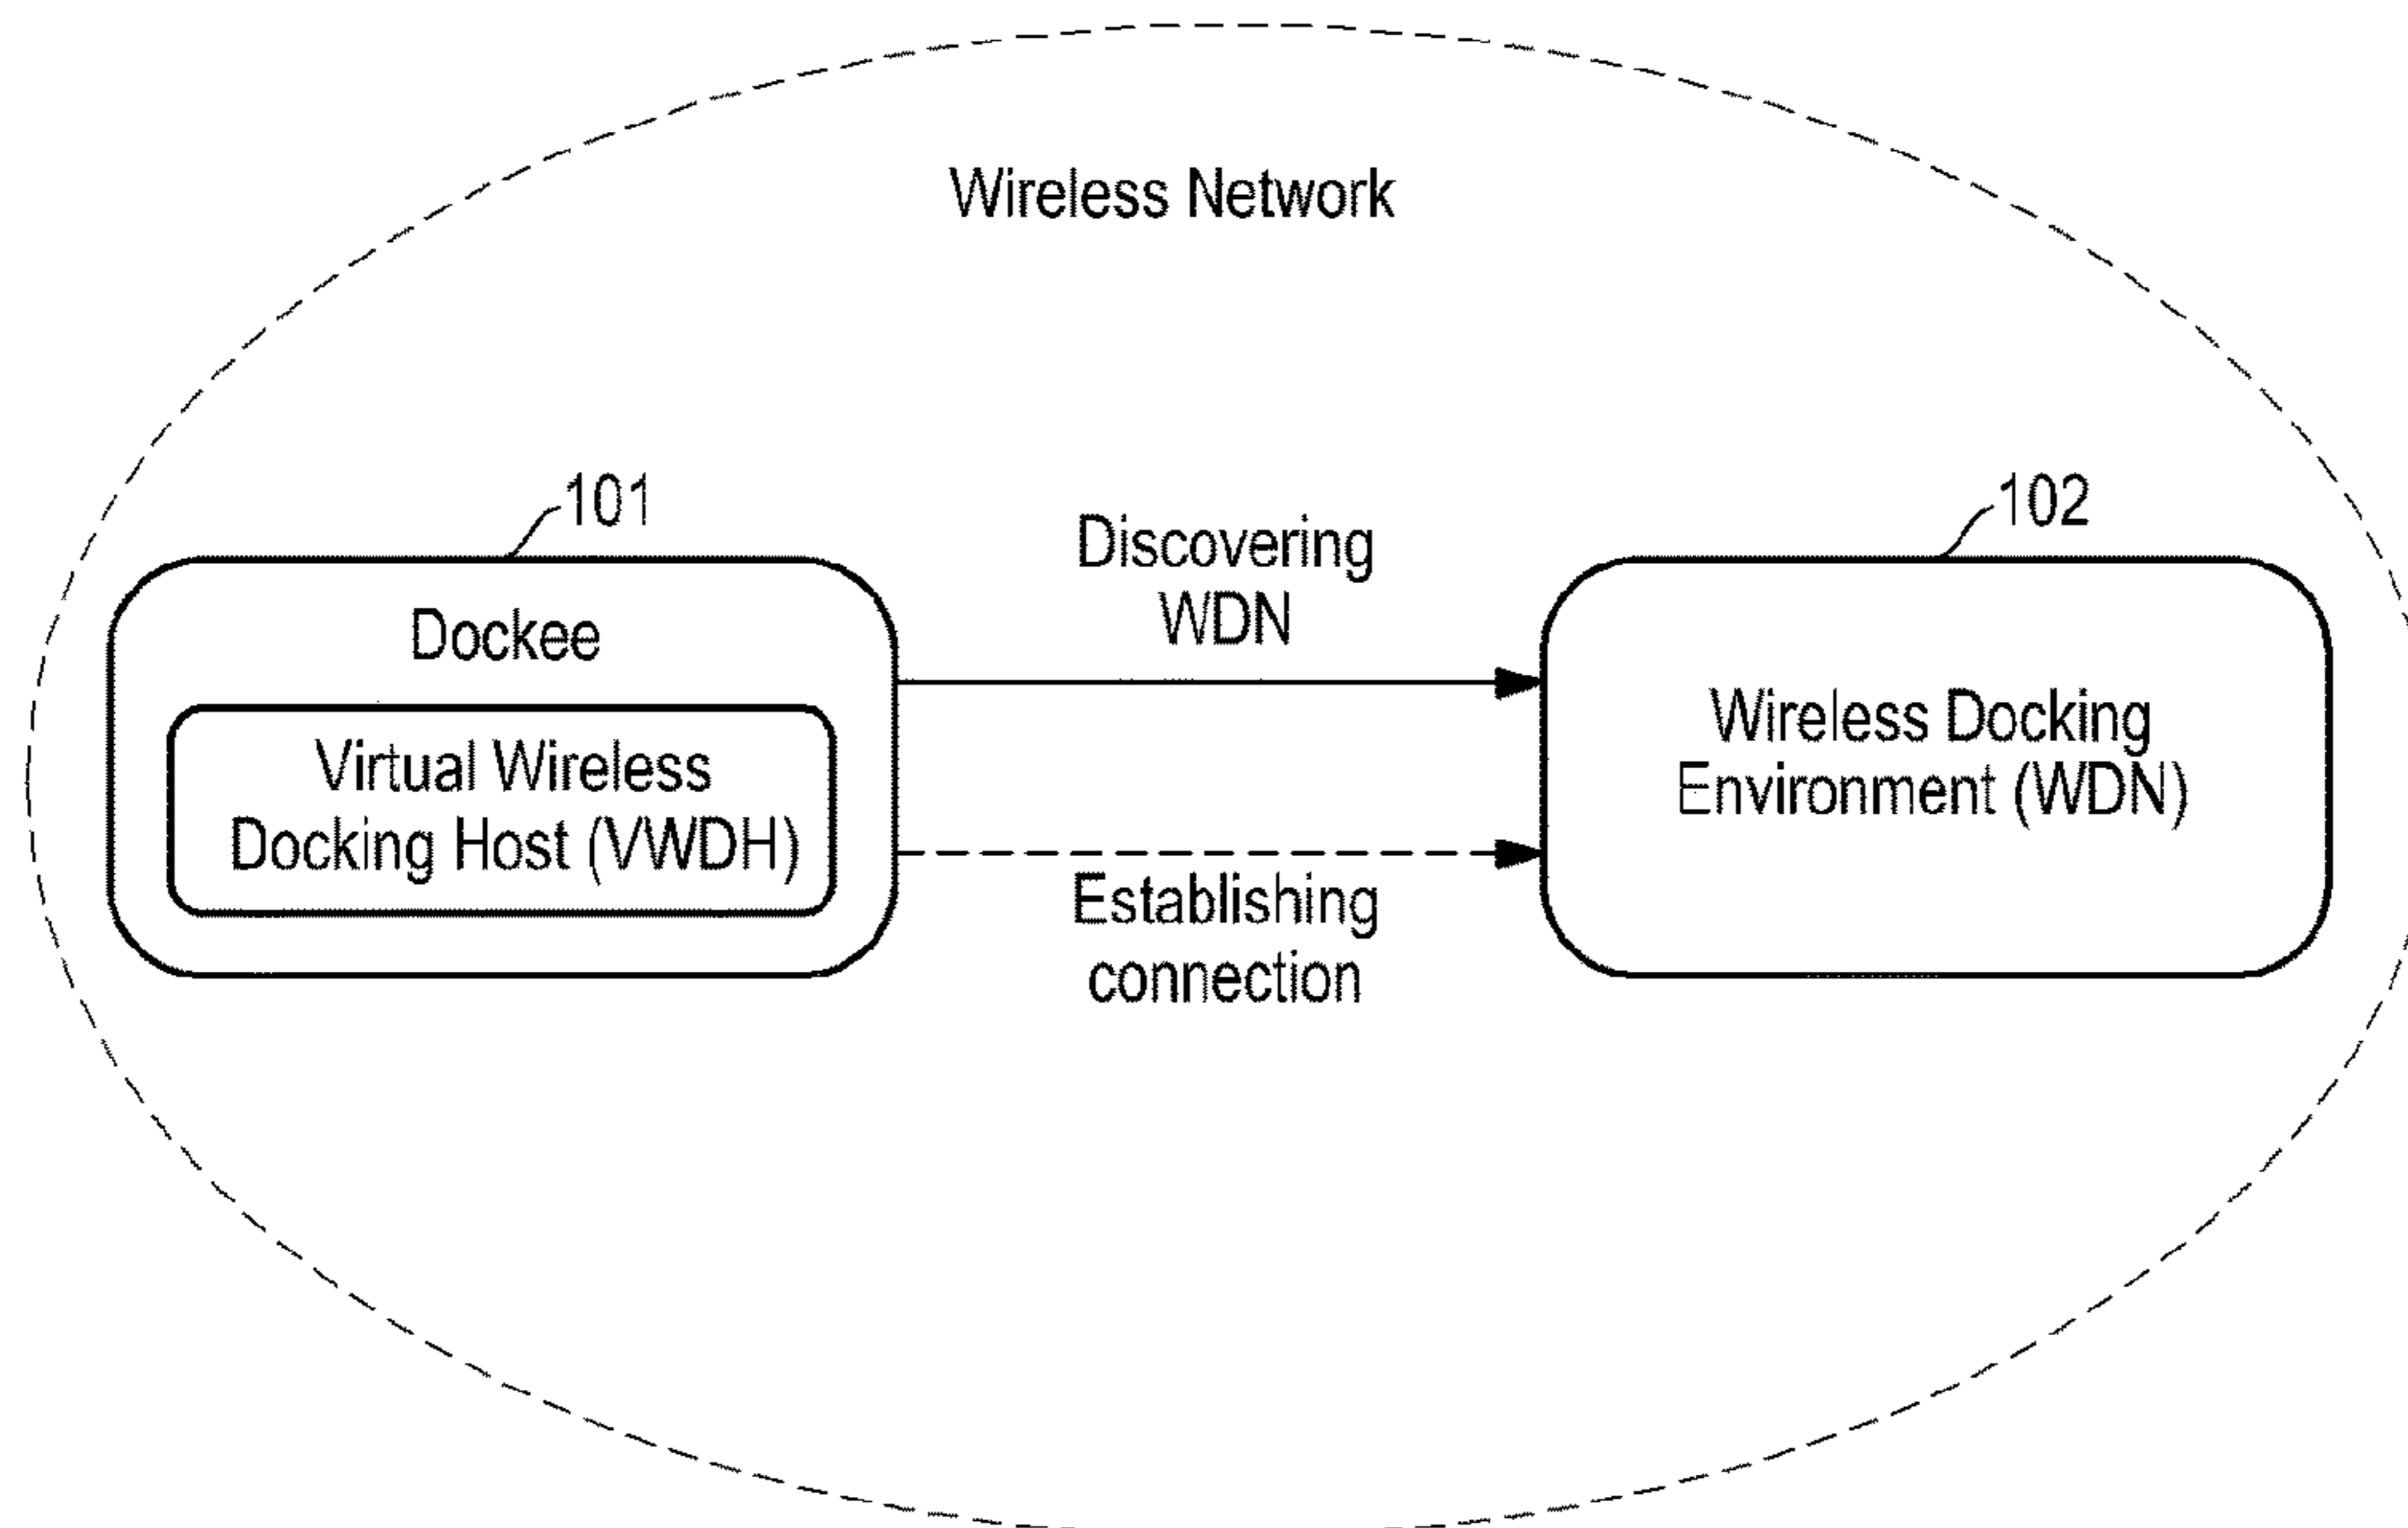 Wireless Network
101
102
Discovering
WDN
Dockee
Virtual Wireless
Docking Host (VWDH)
Wireless Docking
Environment (WDN)
Establishing
connection